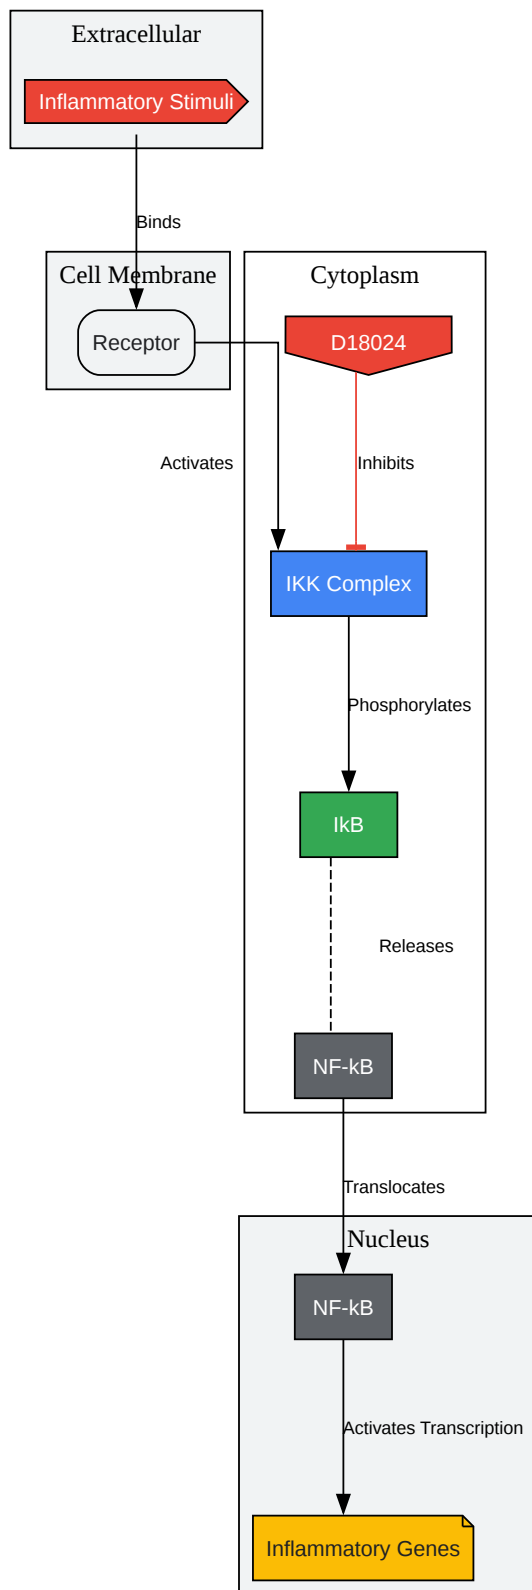 Extracellular
Inflammatory Stimuli
Binds
Cell Membrane
Receptor
Cytoplasm
D18024
Activates
Inhibits
IKK Complex
Phosphorylates
IkB
Releases
NF-kB
Translocates
Nucleus
NF-kB
Activates Transcription
Inflammatory Genes